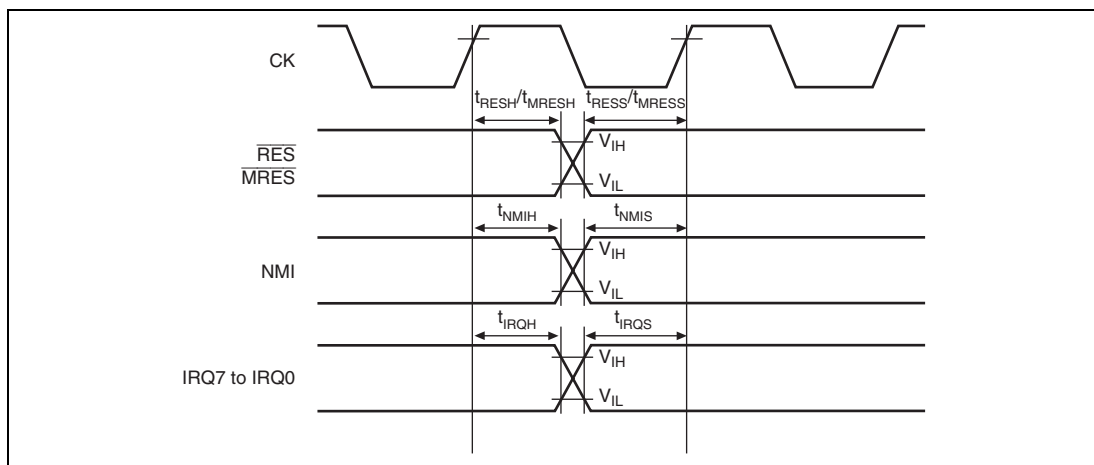 CK
tRESH/tMRESH tRESS/tMRESS
RES
MRES
VIH
VIL
tNMIH tNMIS
NMI
VIH
VIL
tIRQH tIRQS
IRQ7 to IRQ0
VIH
VIL